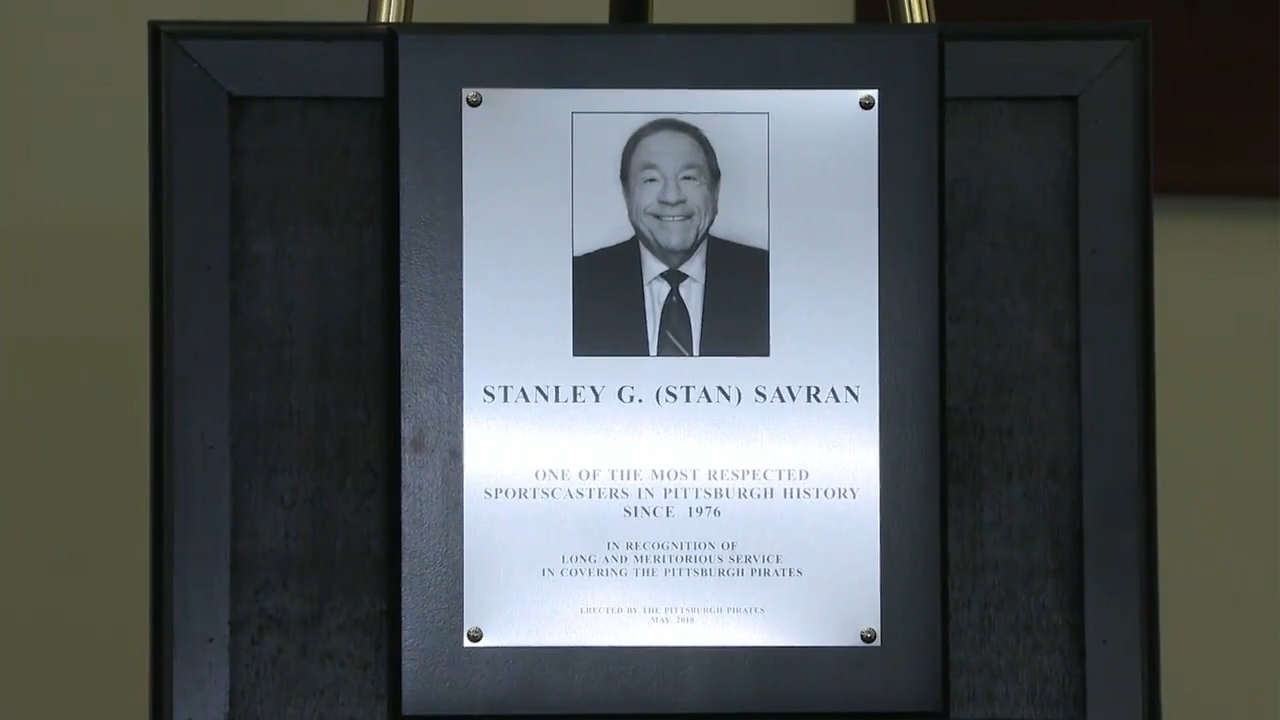 STANLEY G. (STAN) SAVRAN
ONE OF THE MOST RESPECTED
SPORTSCASTERS IN PITTSBURGH HISTORY
SINCE 1976
IN RECOGNITION OF
LONG AND MERITORIOUS SERVICE
IN COVERING THE PITTSBURGH PIRATES
ERECTED BY THE PITTSBURGH PIRATES
MAY 2018